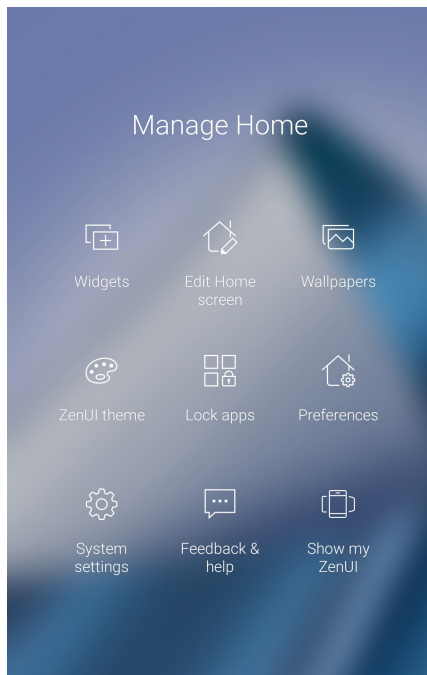 Manage Home
Widgets
Edit Home
screen
Wallpapers
ZenUI theme
Lock apps
Preferences
System
settings
Feedback &
help
Show my
ZenUI